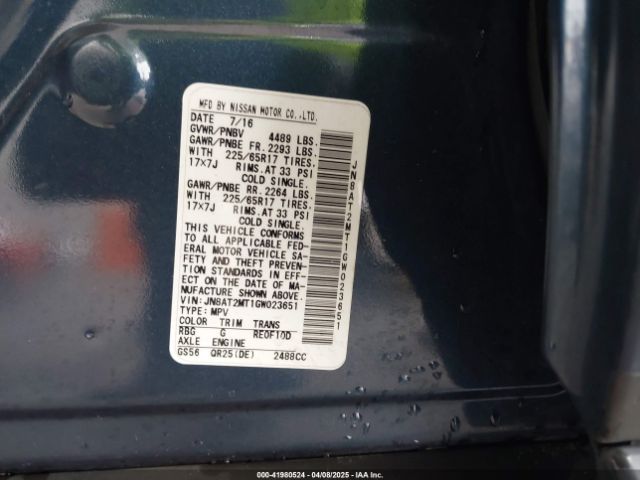 MFD BY NISSAN MOTOR CO.,LTD.
DATE 7/16
GVWR/PNBV 4489 LBS.
GAWR/PNBE FR. 2293 LBS.
WITH 225/65R17 TIRES.
17X7J RIMS.AT 33 PSI
COLD SINGLE.
GAWR/PNBE RR. 2264 LBS.
WITH 225/65R17 TIRES.
17X7J RIMS.AT 33 PSI
COLD SINGLE.
THIS VEHICLE CONFORMS
TO ALL APPLICABLE FED-
ERAL MOTOR VEHICLE SA-
FETY AND THEFT PREVEN-
TION STANDARDS IN EFF-
ECT ON THE DATE OF MA-
NUFACTURE SHOWN ABOVE.
VIN:JN8AT2MT1GW023651
TYPE:MPV
COLOR TRIM TRANS
RBG G RE0F10D
AXLE ENGINE
GS56 QR25(DE) 2488CC
JN8AT2MT1GW023651
000-41980524 - 04/08/2025 - IAA Inc.